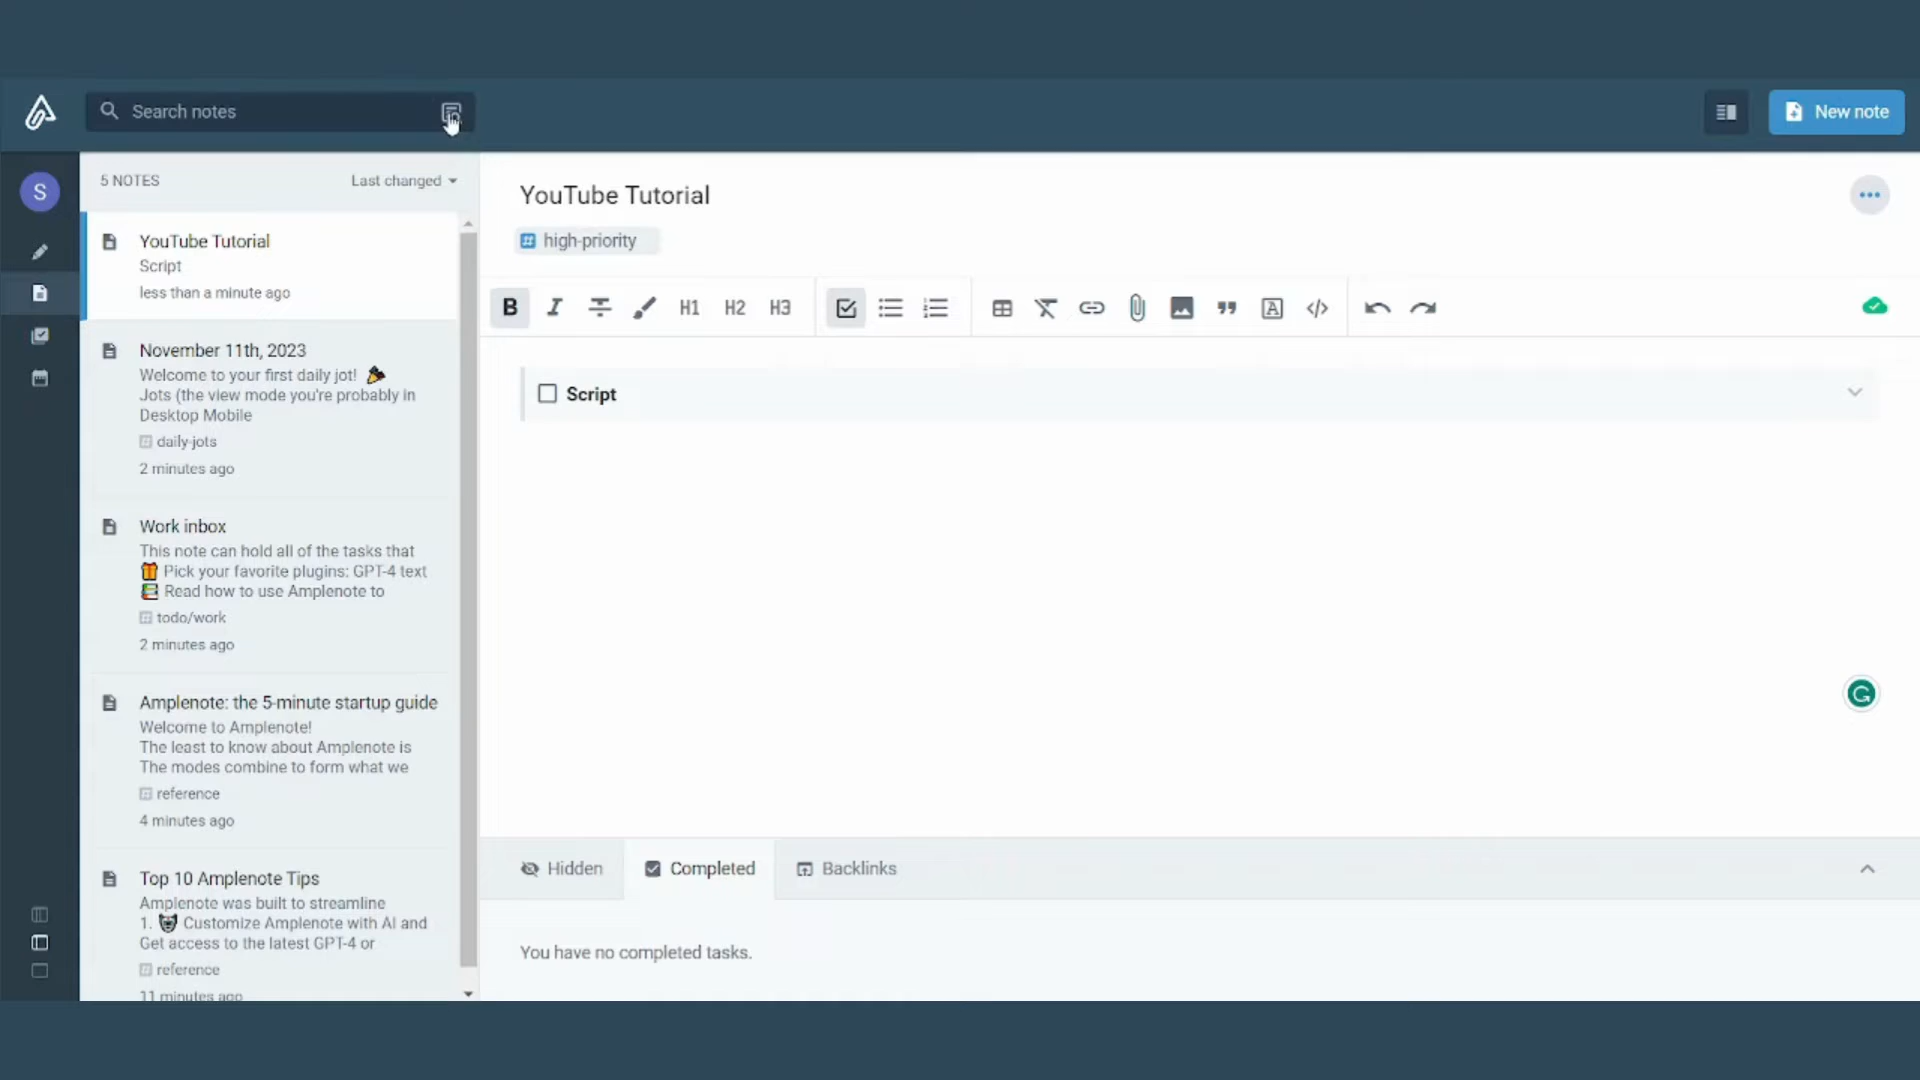 Search notes
New note
S
5 NOTES
Last changed
YouTube Tutorial
Script
less than a minute ago
November 11th, 2023
Welcome to your first daily jot!
Jots (the view mode you're probably in
Desktop Mobile
daily-jots
2 minutes ago
Work inbox
This note can hold all of the tasks that
Pick your favorite plugins: GPT-4 text
Read how to use Amplenote to
todo/work
2 minutes ago
Amplenote: the 5-minute startup guide
Welcome to Amplenote!
The least to know about Amplenote is
The modes combine to form what we
reference
4 minutes ago
Top 10 Amplenote Tips
Amplenote was built to streamline
1. Customize Amplenote with AI and
Get access to the latest GPT-4 or
reference
11 minutes ago
YouTube Tutorial
high-priority
B I H1 H2 H3 A </>
Script
Hidden
Completed
Backlinks
You have no completed tasks.